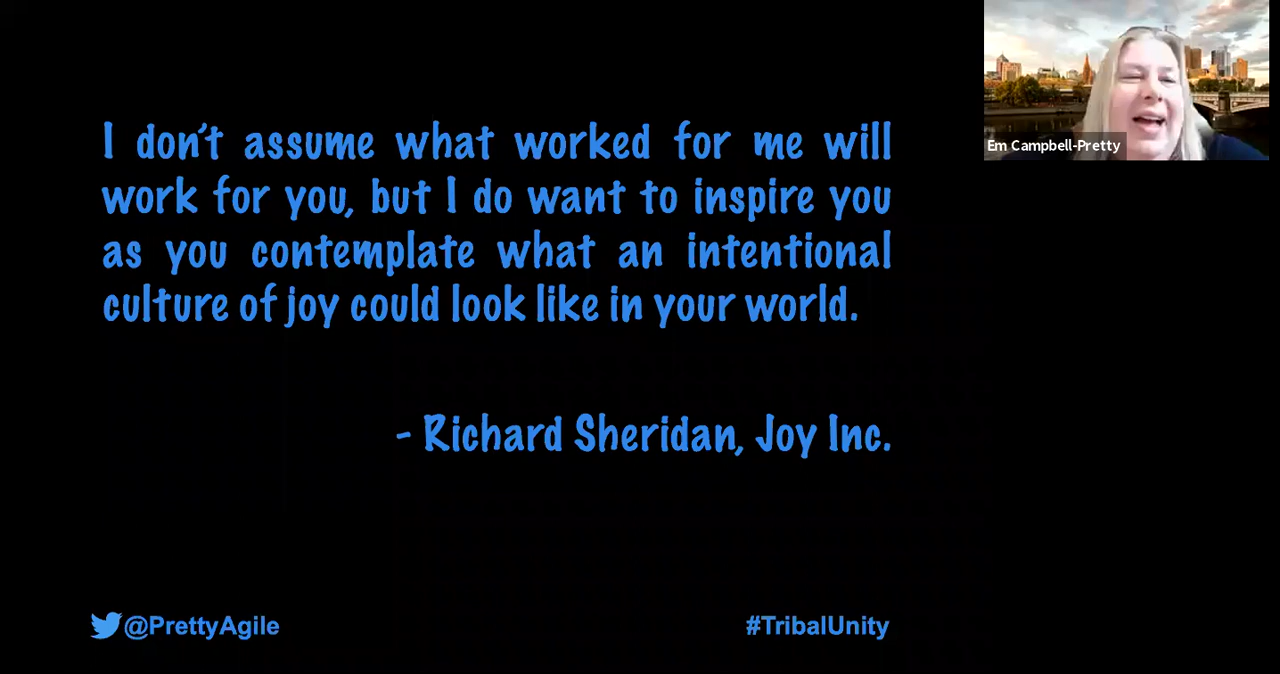 I don't assume what worked for me will
work for you, but I do want to inspire you
as you contemplate what an intentional
culture of joy could look like in your world.
- Richard Sheridan, Joy Inc.
@PrettyAgile
#TribalUnity
Em Campbell-Pretty